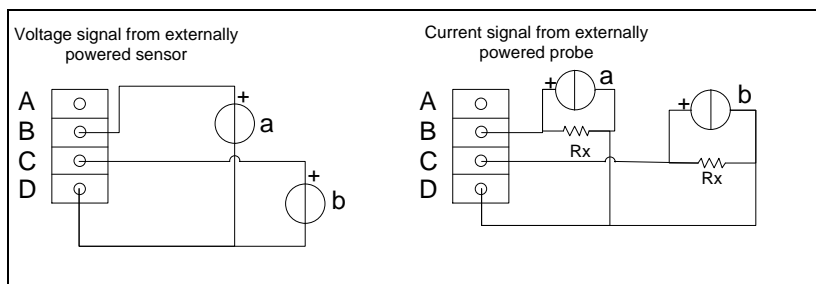 Voltage signal from externally
powered sensor
A
B
C
D
+
a
+
b
Current signal from externally
powered probe
A
B
C
D
+
a
Rx
+
b
Rx